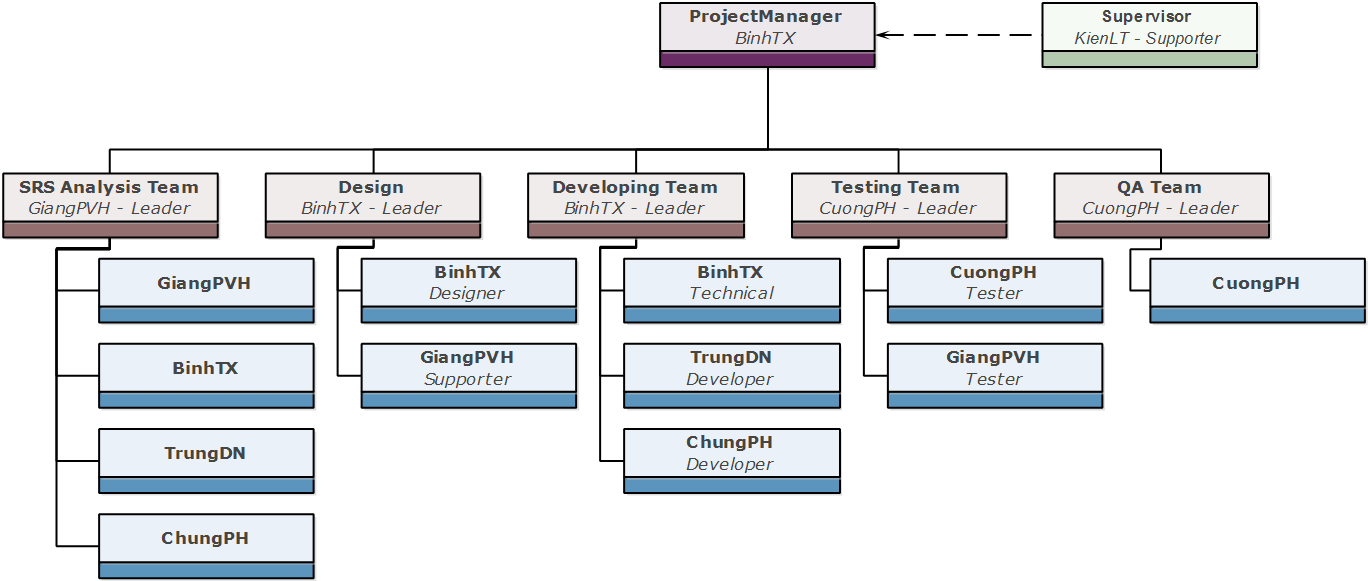 ProjectManager
BinhTX
Supervisor
KienLT - Supporter
SRS Analysis Team
GiangPVH - Leader
Design
BinhTX - Leader
Developing Team
BinhTX - Leader
Testing Team
CuongPH - Leader
QA Team
CuongPH - Leader
GiangPVH
BinhTX
TrungDN
ChungPH
BinhTX
Designer
GiangPVH
Supporter
BinhTX
Technical
TrungDN
Developer
ChungPH
Developer
CuongPH
Tester
GiangPVH
Tester
CuongPH